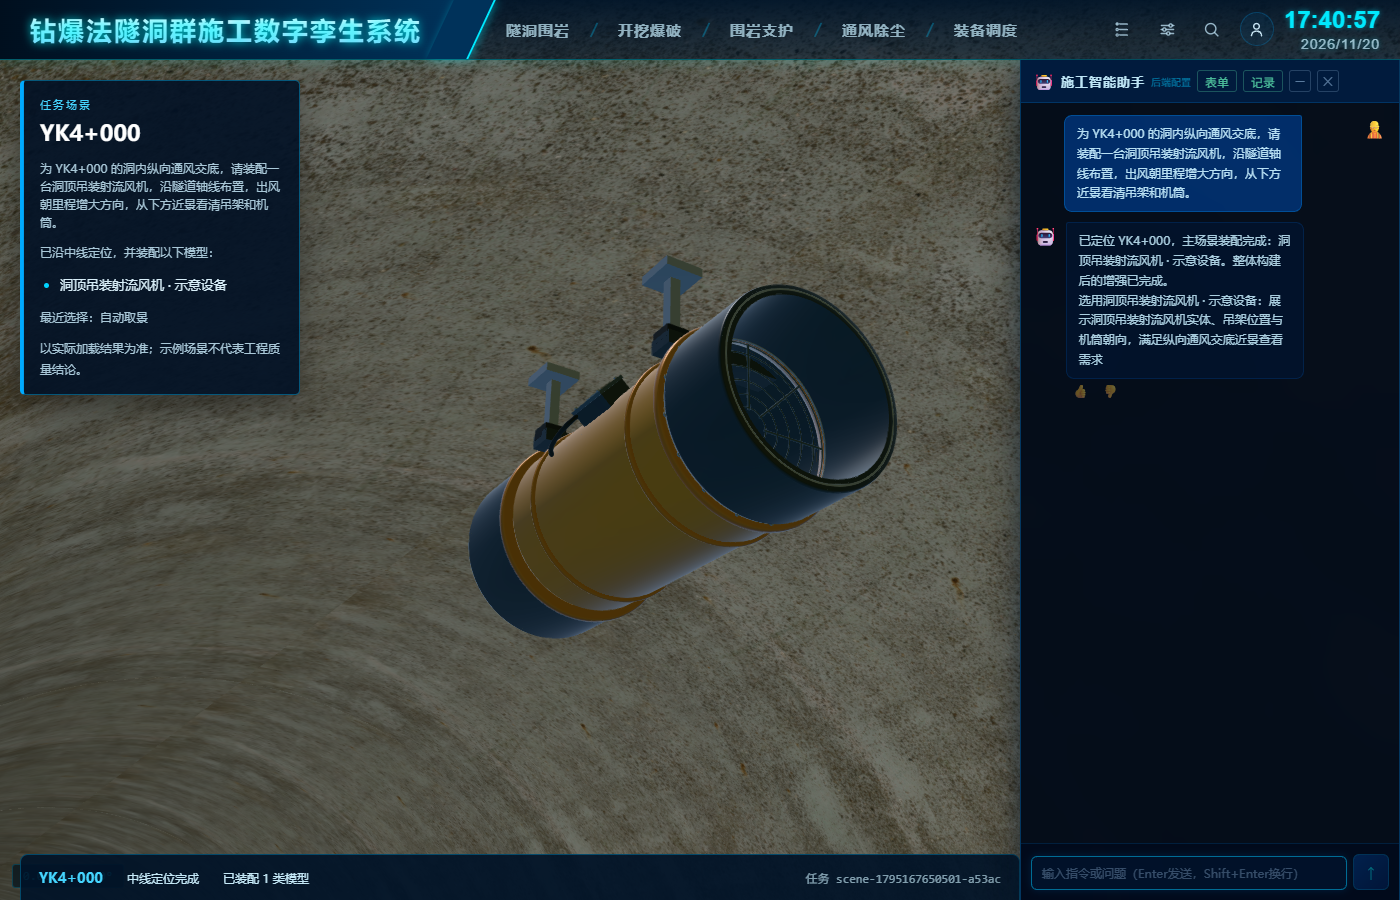 钻爆法隧洞群施工数字孪生系统
隧洞围岩 / 开挖爆破 / 围岩支护 / 通风除尘 / 装备调度
17:40:57
2026/11/20
任务场景
YK4+000
为 YK4+000 的洞内纵向通风交底，请装配一
台洞顶吊装射流风机，沿隧道轴线布置，出风
朝里程增大方向，从下方近景看清吊架和机
筒。
已沿中线定位，并装配以下模型：
洞顶吊装射流风机 · 示意设备
最近选择：自动取景
以实际加载结果为准；示例场景不代表工程质
量结论。
施工智能助手 后端配置 表单 记录
为 YK4+000 的洞内纵向通风交底，请
装配一台洞顶吊装射流风机，沿隧道轴
线布置，出风朝里程增大方向，从下方
近景看清吊架和机筒。
已定位 YK4+000，主场景装配完成：洞
顶吊装射流风机 · 示意设备。整体构建
后的增强已完成。
选用洞顶吊装射流风机 · 示意设备：展
示洞顶吊装射流风机实体、吊架位置与
机筒朝向，满足纵向通风交底近景查看
需求
YK4+000 中线定位完成 已装配 1 类模型
任务 scene-1795167650501-a53ac
输入指令或问题（Enter发送，Shift+Enter换行）